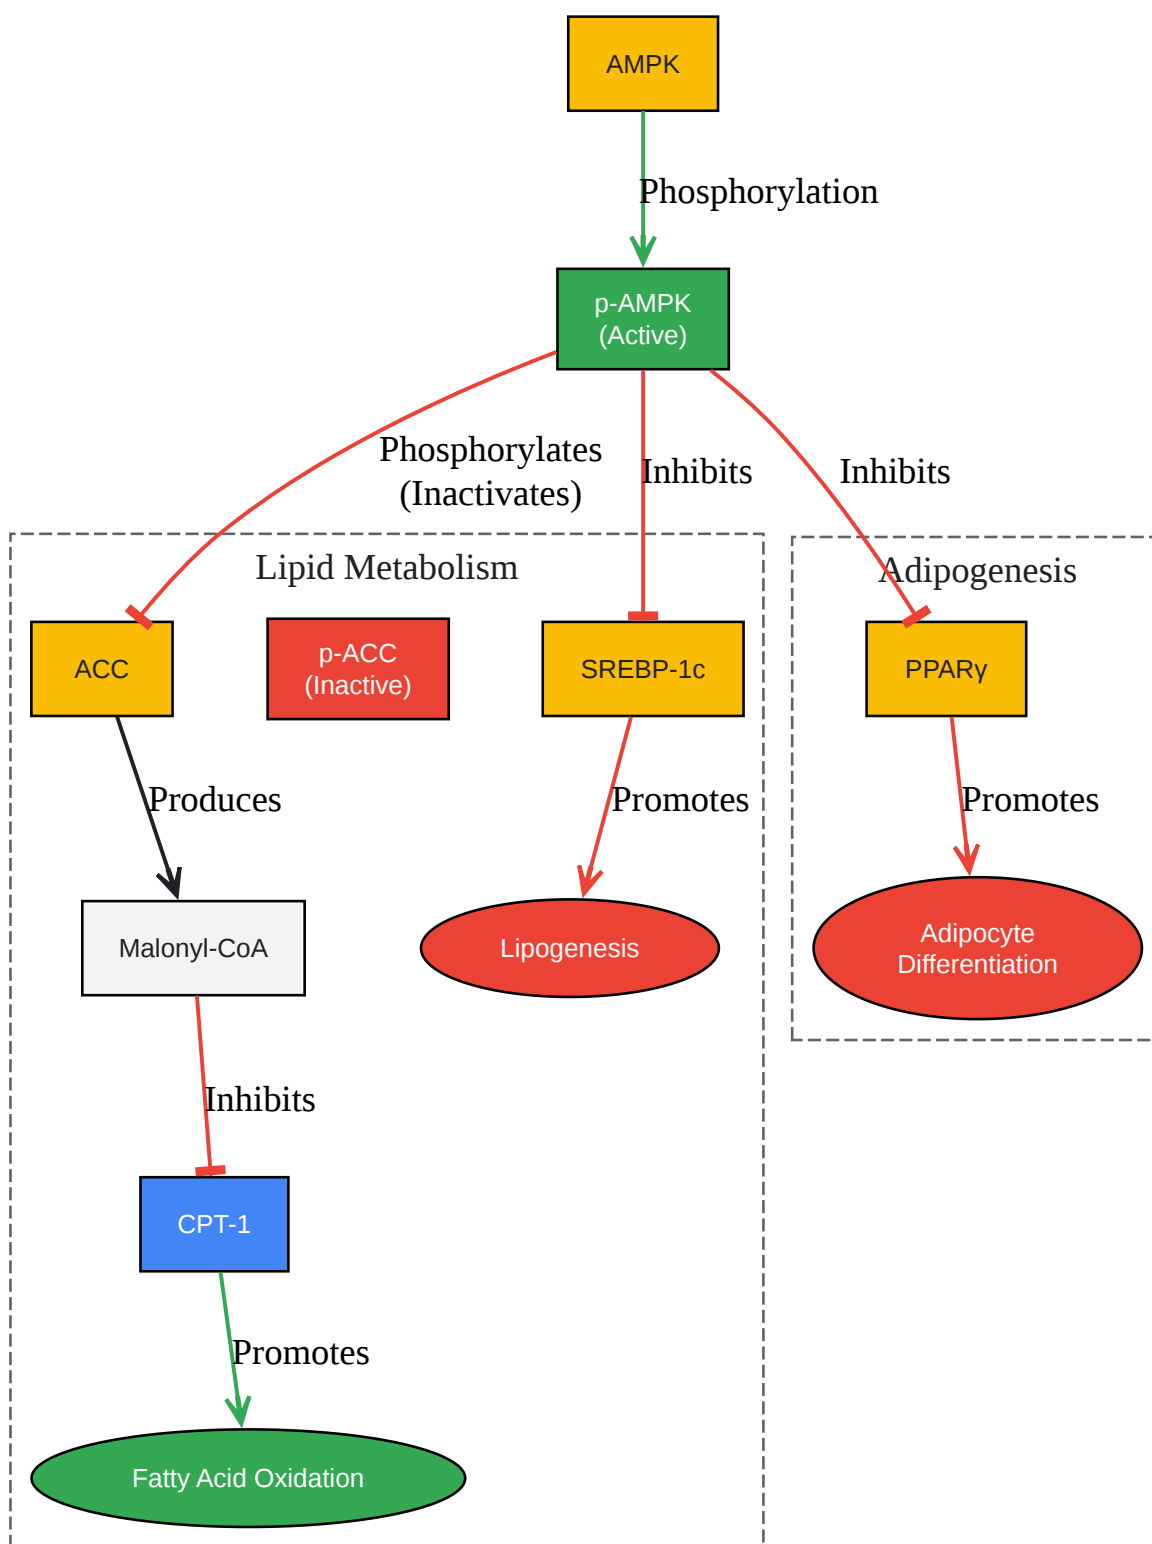 AMPK
Phosphorylation
p-AMPK
(Active)
Phosphorylates
(Inactivates)
Inhibits
Inhibits
Lipid Metabolism
Adipogenesis
ACC
p-ACC
(Inactive)
SREBP-1c
PPARγ
Produces
Promotes
Promotes
Malonyl-CoA
Lipogenesis
Adipocyte
Differentiation
Inhibits
CPT-1
Promotes
Fatty Acid Oxidation